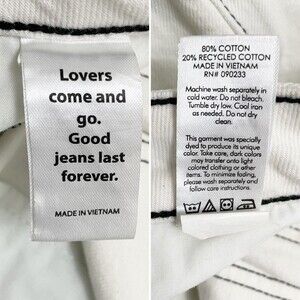 Lovers
come and
go.
Good
jeans last
forever.
MADE IN VIETNAM
80% COTTON
20% RECYCLED COTTON
MADE IN VIETNAM
RN# 090233
Machine wash separately in
cold water. Do not bleach.
Tumble dry low. Cool iron
as needed. Do not dry
clean.
This garment was specially
dyed to produce its unique
color. Take care, dark colors
may transfer onto light
colored clothing or other
materials. To minimize fading,
please wash separately and
follow care instructions.